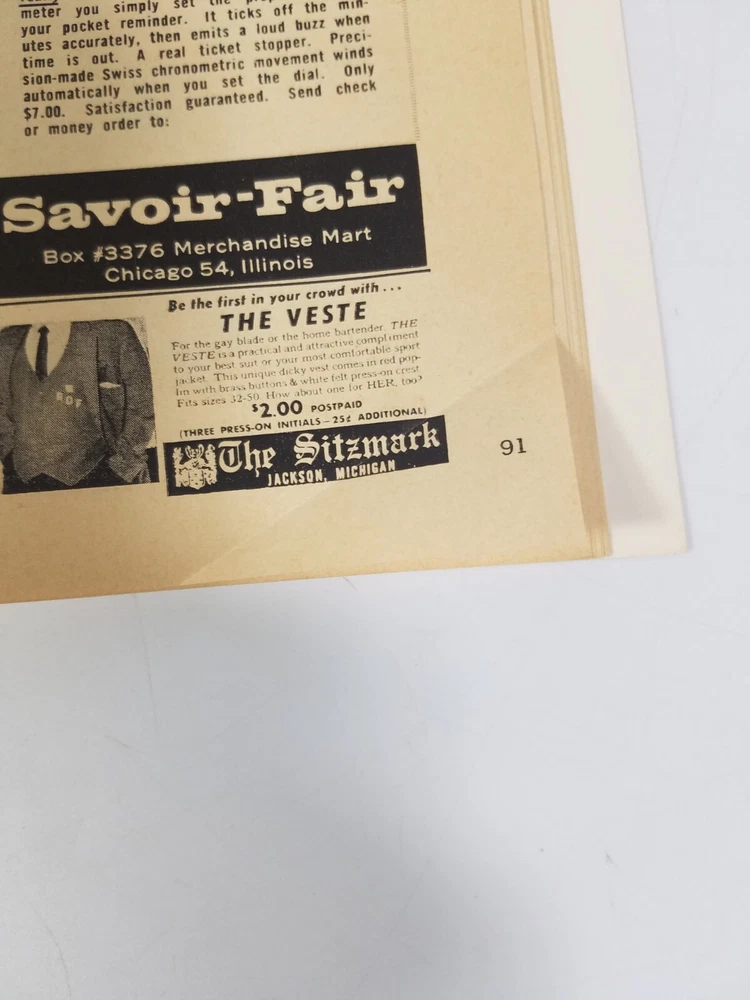 meter you simply set the
your pocket reminder. It ticks off the min-
utes accurately, then emits a loud buzz when
time is out. A real ticket stopper. Preci-
sion-made Swiss chronometric movement winds
automatically when you set the dial. Only
$7.00. Satisfaction guaranteed. Send check
or money order to:
Savoir-Fair
Box #3376 Merchandise Mart
Chicago 54, Illinois
Be the first in your crowd with...
THE VESTE
For the gay blade or the home bartender. THE
VESTE is a practical and attractive compliment
to your best suit or your most comfortable sport
jacket. This unique dicky vest comes in red pop-
lin with brass buttons & white felt press-on crest.
Fits sizes 32-50. How about one for HER, too?
$2.00 POSTPAID
(THREE PRESS-ON INITIALS—25¢ ADDITIONAL)
The Sitzmark
JACKSON, MICHIGAN
91